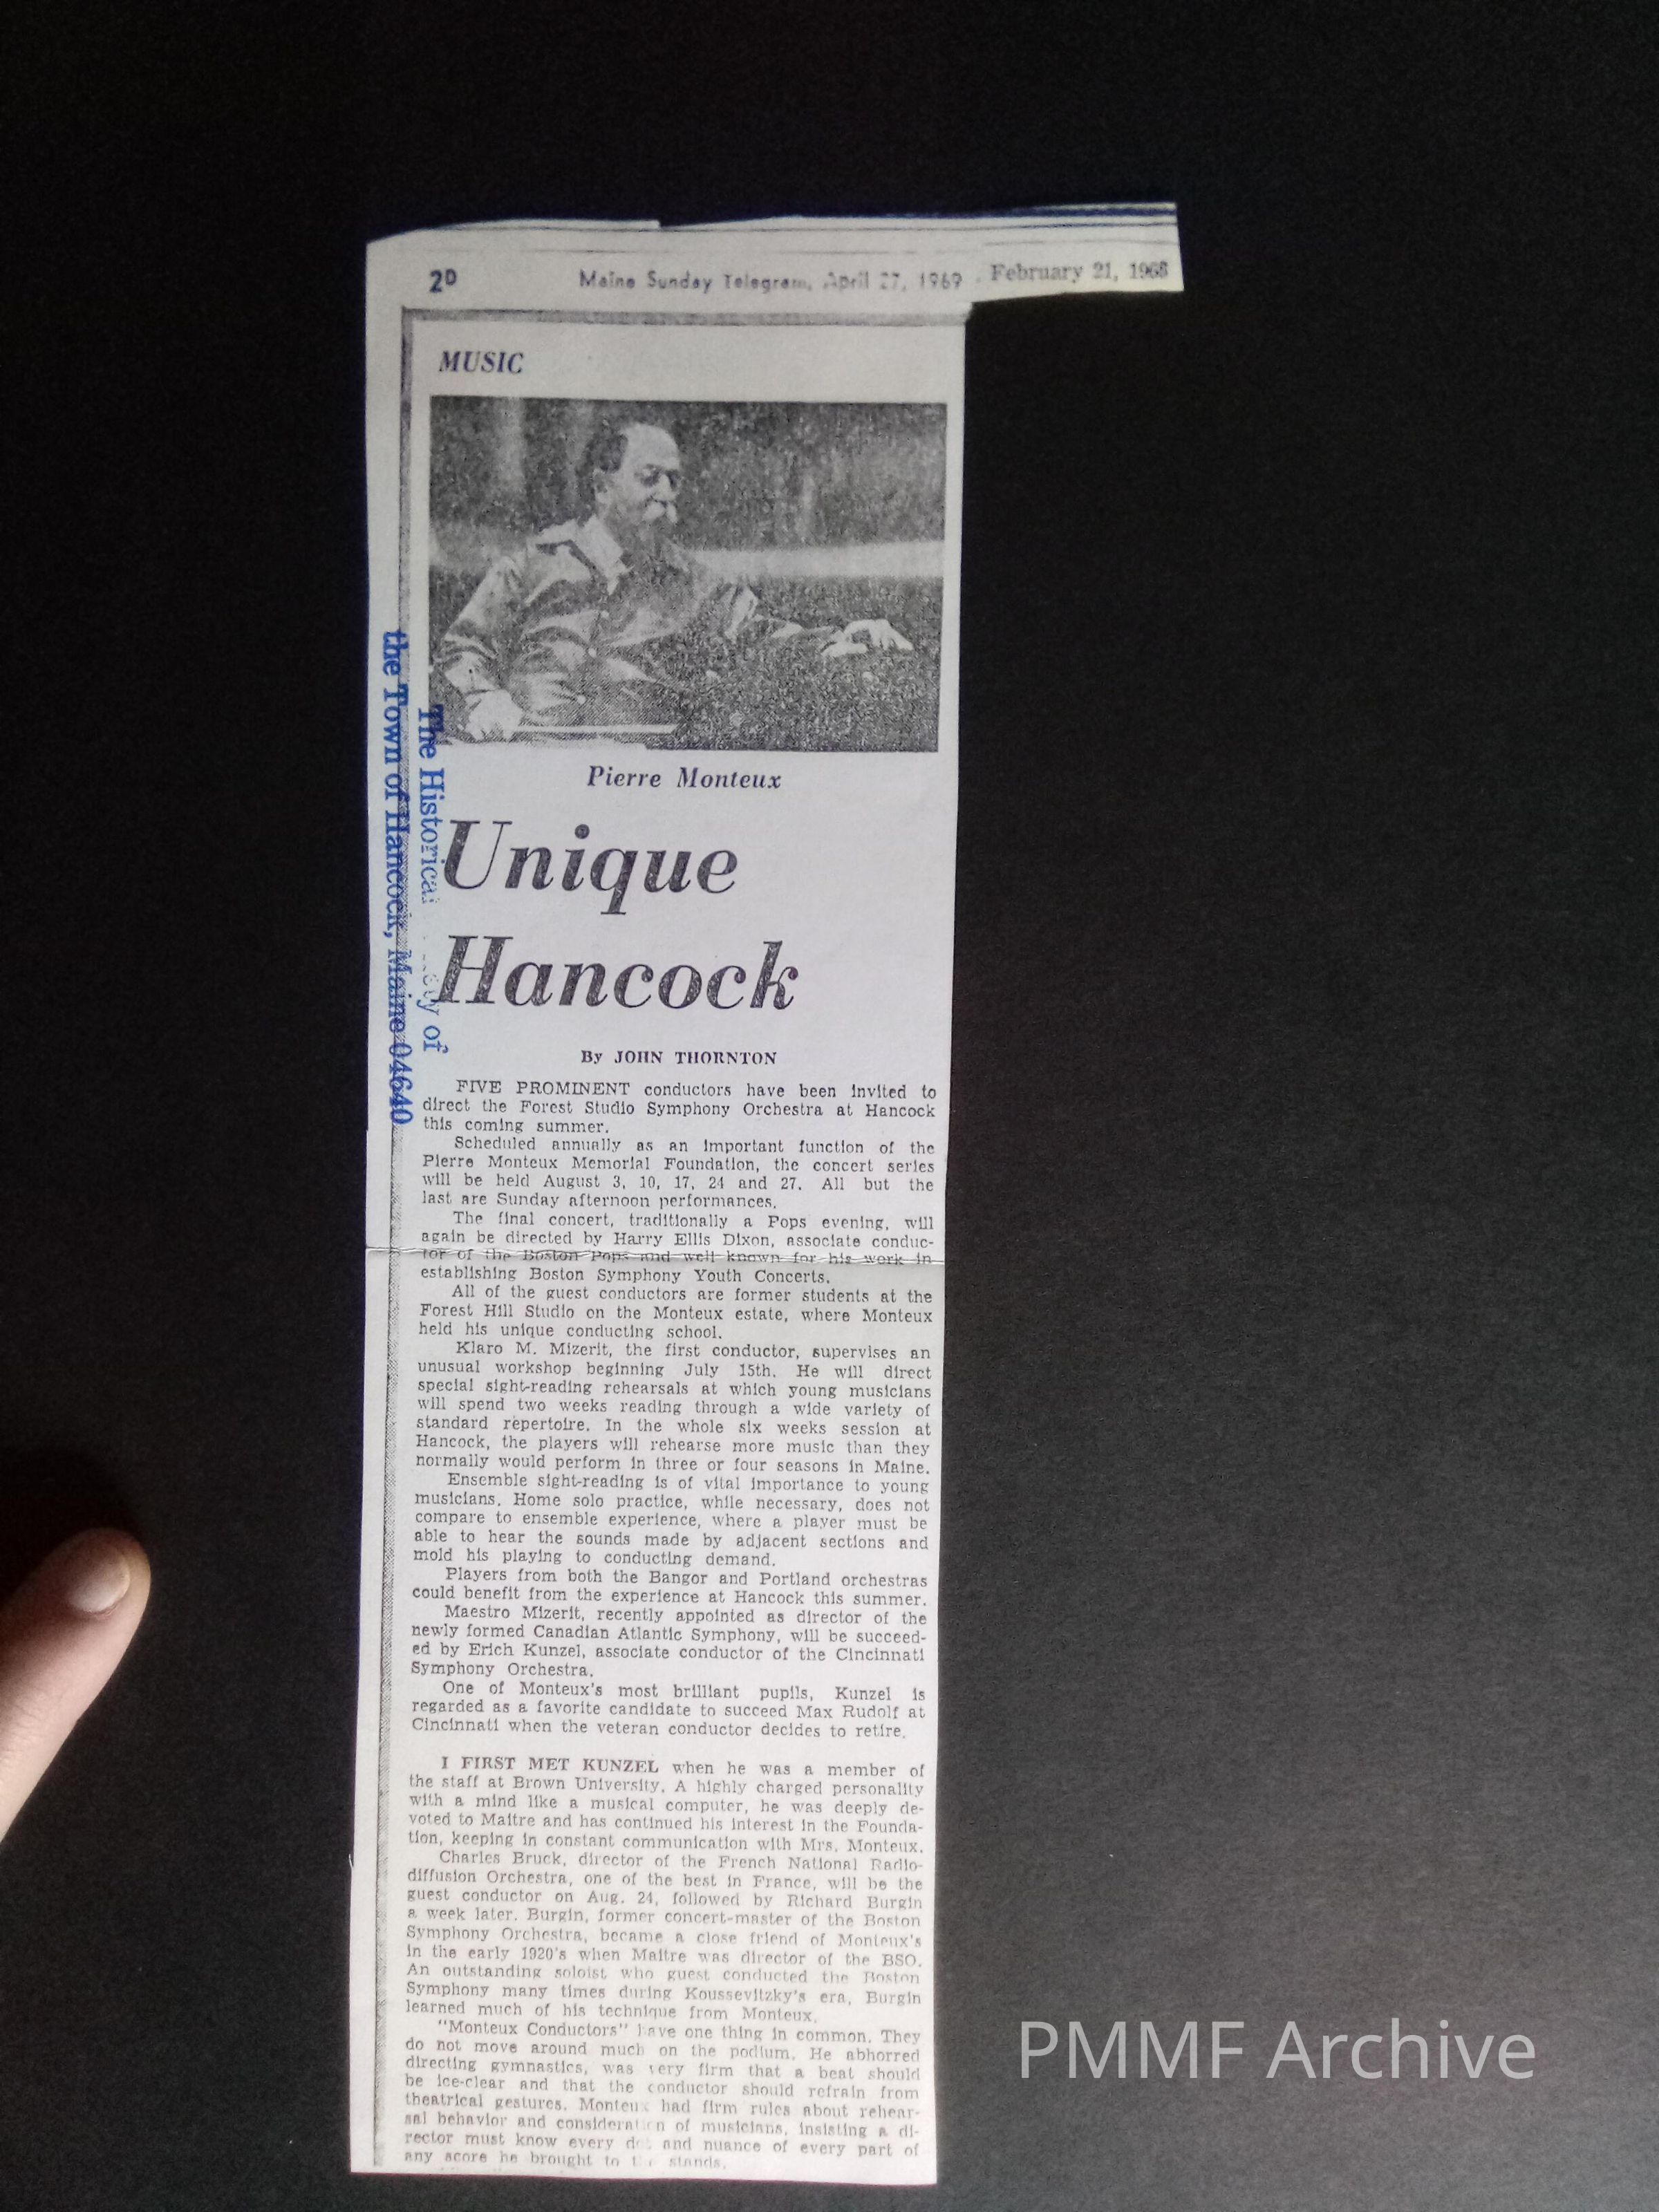 2D Maine Sunday Telegram, April 27, 1969 February 21, 1968
MUSIC
Pierre Monteux
Unique
Hancock
By JOHN THORNTON
FIVE PROMINENT conductors have been invited to
direct the Forest Studio Symphony Orchestra at Hancock
this coming summer.
Scheduled annually as an important function of the
Pierre Monteux Memorial Foundation, the concert series
will be held August 3, 10, 17, 24 and 27. All but the
last are Sunday afternoon performances.
The final concert, traditionally a Pops evening, will
again be directed by Harry Ellis Dixon, associate conduc-
tor of the Boston Pops and well known for his work in
establishing Boston Symphony Youth Concerts.
All of the guest conductors are former students at the
Forest Hill Studio on the Monteux estate, where Monteux
held his unique conducting school.
Klaro M. Mizerit, the first conductor, supervises an
unusual workshop beginning July 15th. He will direct
special sight-reading rehearsals at which young musicians
will spend two weeks reading through a wide variety of
standard repertoire. In the whole six weeks session at
Hancock, the players will rehearse more music than they
normally would perform in three or four seasons in Maine.
Ensemble sight-reading is of vital importance to young
musicians. Home solo practice, while necessary, does not
compare to ensemble experience, where a player must be
able to hear the sounds made by adjacent sections and
mold his playing to conducting demand.
Players from both the Bangor and Portland orchestras
could benefit from the experience at Hancock this summer.
Maestro Mizerit, recently appointed as director of the
newly formed Canadian Atlantic Symphony, will be succeed-
ed by Erich Kunzel, associate conductor of the Cincinnati
Symphony Orchestra.
One of Monteux's most brilliant pupils, Kunzel is
regarded as a favorite candidate to succeed Max Rudolf at
Cincinnati when the veteran conductor decides to retire.
I FIRST MET KUNZEL when he was a member of
the staff at Brown University. A highly charged personality
with a mind like a musical computer, he was deeply de-
voted to Maitre and has continued his interest in the Founda-
tion, keeping in constant communication with Mrs. Monteux.
Charles Bruck, director of the French National Radio-
diffusion Orchestra, one of the best in France, will be the
guest conductor on Aug. 24, followed by Richard Burgin
a week later. Burgin, former concert-master of the Boston
Symphony Orchestra, became a close friend of Monteux's
in the early 1920's when Maitre was director of the BSO.
An outstanding soloist who guest conducted the Boston
Symphony many times during Koussevitzky's era, Burgin
learned much of his technique from Monteux.
"Monteux Conductors" have one thing in common. They
do not move around much on the podium. He abhorred
directing gymnastics, was very firm that a beat should
be ice-clear and that the conductor should refrain from
theatrical gestures. Monteux had firm rules about rehear-
sal behavior and consideration of musicians, insisting a di-
rector must know every and nuance of every part of
any score he brought to stands.
The Historical of
the Town of Hancock, Maine 04640
PMMF Archive